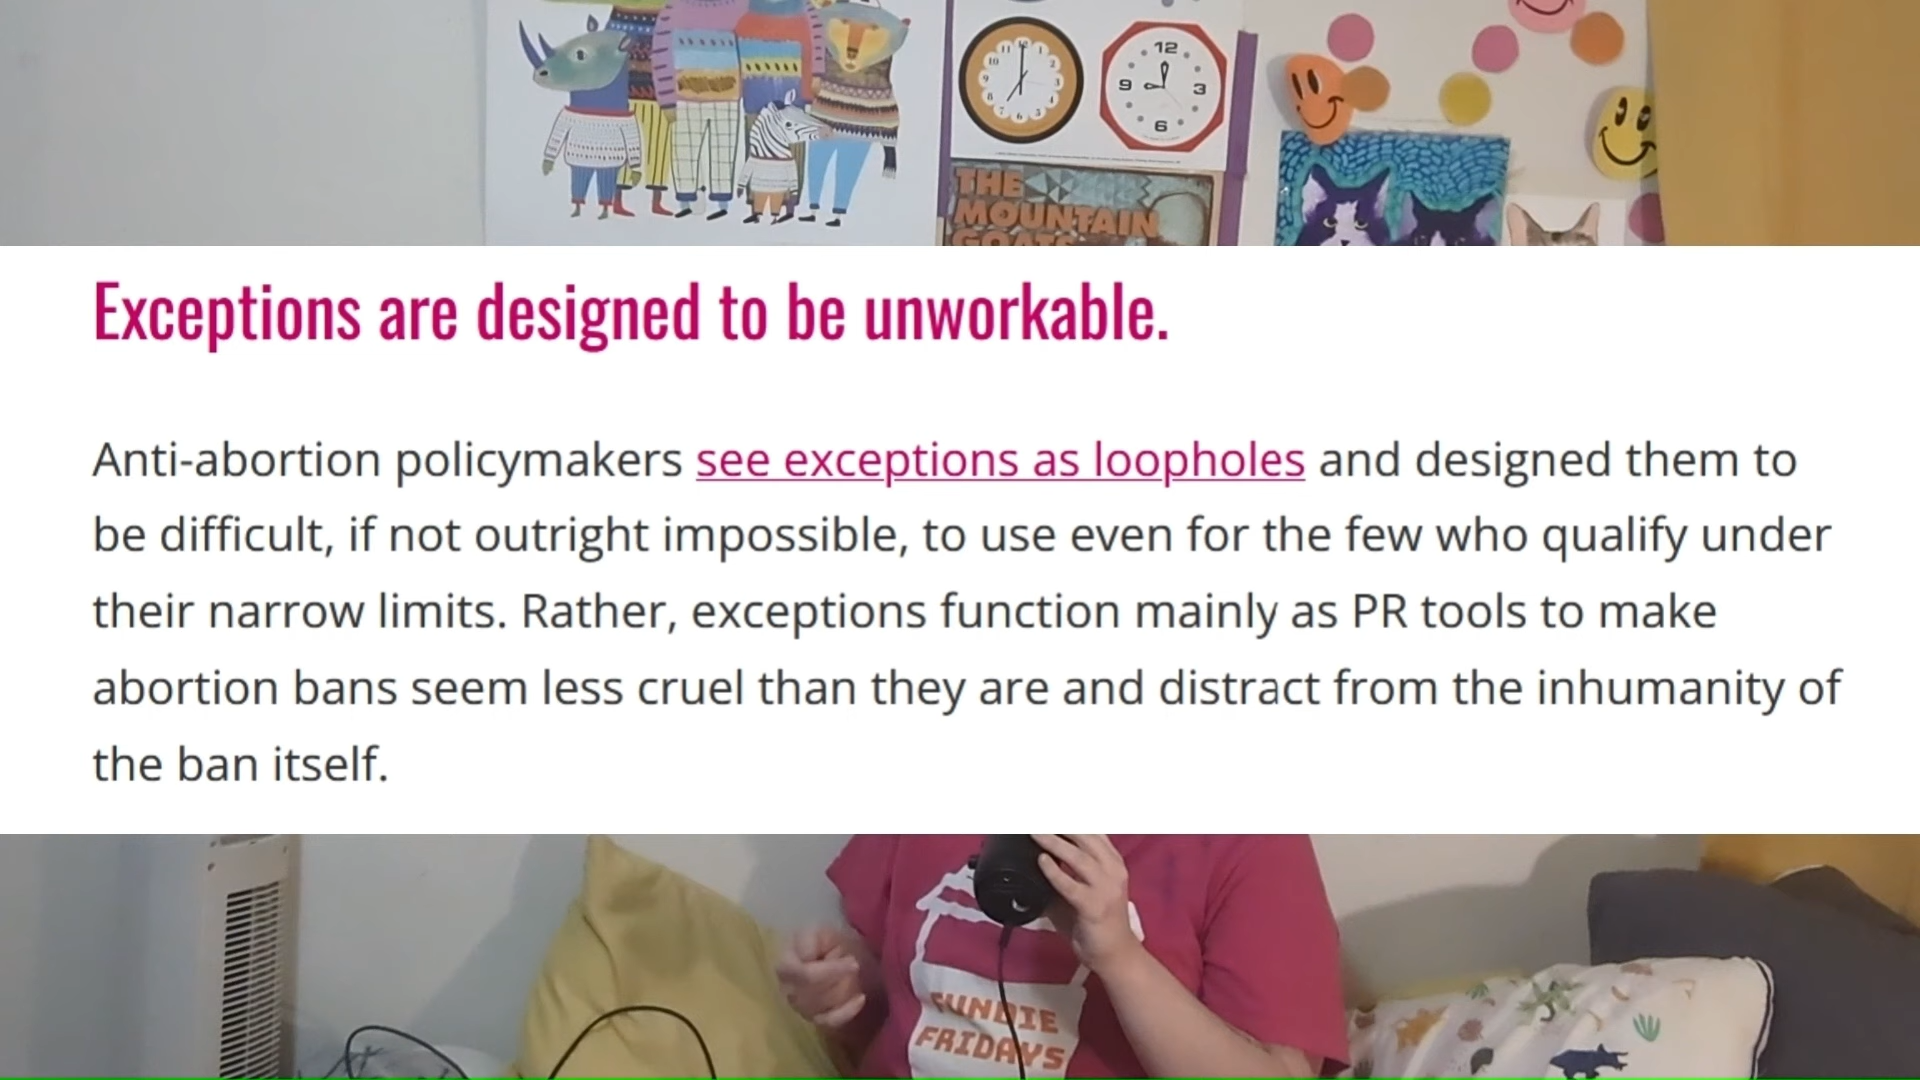 12
9
3
6
THE
MOUNTAIN
GOATS
Exceptions are designed to be unworkable.
Anti-abortion policymakers see exceptions as loopholes and designed them to
be difficult, if not outright impossible, to use even for the few who qualify under
their narrow limits. Rather, exceptions function mainly as PR tools to make
abortion bans seem less cruel than they are and distract from the inhumanity of
the ban itself.
FUNDIE
FRIDAYS